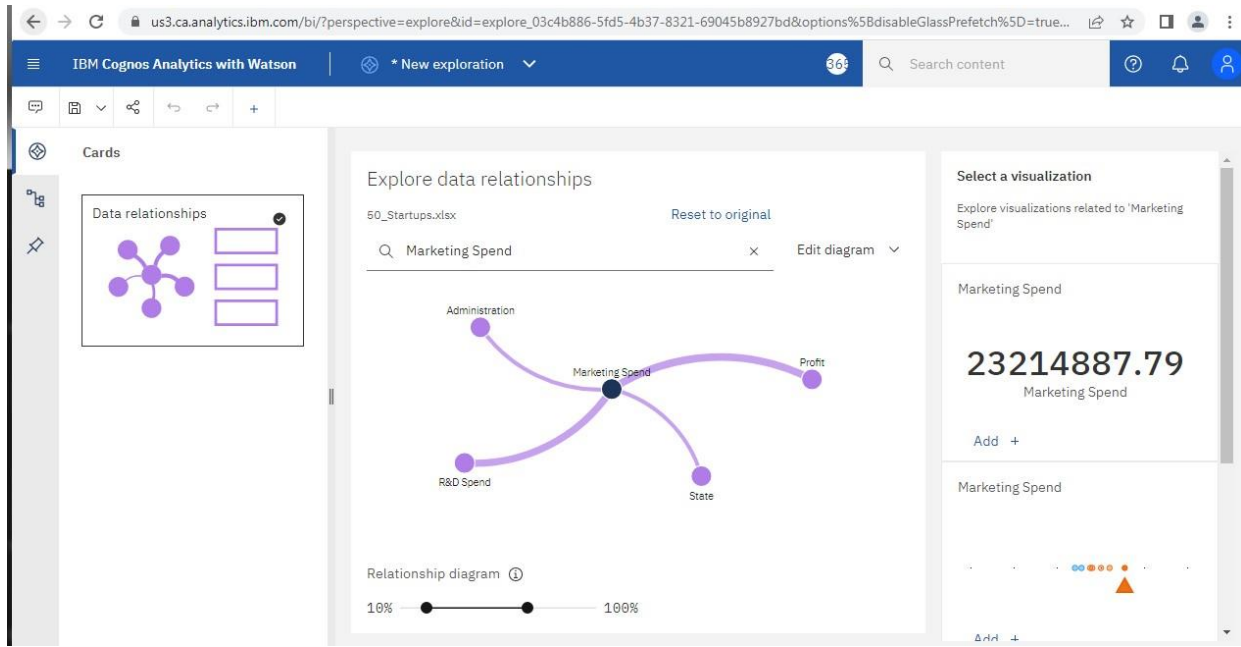 us3.ca.analytics.ibm.com/bi/?perspective=explore&id=explore_03c4b886-5fd5-4b37-8321-69045b8927bd&options%5BdisableGlassPrefetch%5D=true...
IBM Cognos Analytics with Watson
* New exploration
365
Search content
Cards
Data relationships
Explore data relationships
50_Startups.xlsx
Reset to original
Marketing Spend
Edit diagram
Administration
Marketing Spend
Profit
R&D Spend
State
Relationship diagram
10%
100%
Select a visualization
Explore visualizations related to 'Marketing
Spend'
Marketing Spend
23214887.79
Marketing Spend
Add +
Marketing Spend
Add +